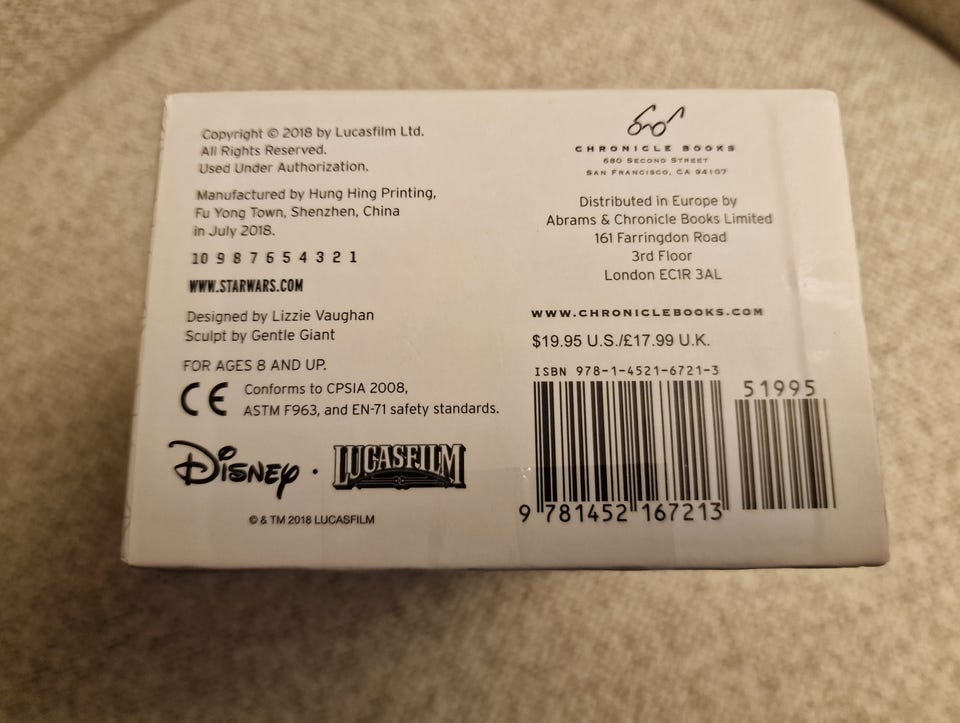 Copyright © 2018 by Lucasfilm Ltd.
All Rights Reserved.
Used Under Authorization.
Manufactured by Hung Hing Printing,
Fu Yong Town, Shenzhen, China
in July 2018.
10 9 8 7 6 5 4 3 2 1
WWW.STARWARS.COM
Designed by Lizzie Vaughan
Sculpt by Gentle Giant
FOR AGES 8 AND UP.
CE
Conforms to CPSIA 2008,
ASTM F963, and EN-71 safety standards.
Disney · LUCASFILM
© & TM 2018 LUCASFILM
CHRONICLE BOOKS
680 SECOND STREET
SAN FRANCISCO, CA 94107
Distributed in Europe by
Abrams & Chronicle Books Limited
161 Farringdon Road
3rd Floor
London EC1R 3AL
WWW.CHRONICLEBOOKS.COM
$19.95 U.S./£17.99 U.K.
ISBN 978-1-4521-6721-3
51995
9 781452 167213